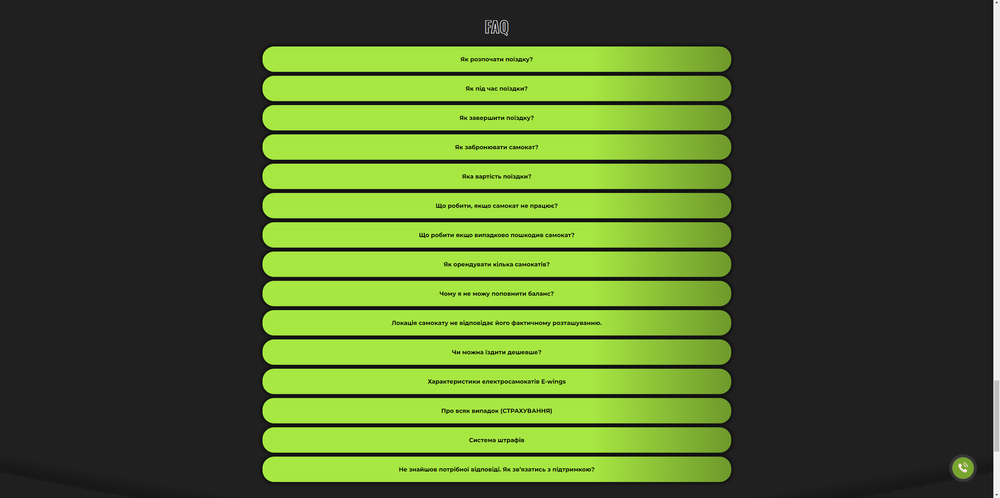 FAQ
Як розпочати поїздку?
Як під час поїздки?
Як завершити поїздку?
Як забронювати самокат?
Яка вартість поїздки?
Що робити, якщо самокат не працює?
Що робити якщо випадково пошкодив самокат?
Як орендувати кілька самокатів?
Чому я не можу поповнити баланс?
Локація самокату не відповідає його фактичному розташуванню.
Чи можна їздити дешевше?
Характеристики електросамокатів E-wings
Про всяк випадок (СТРАХУВАННЯ)
Система штрафів
Не знайшов потрібної відповіді. Як зв’язатись з підтримкою?